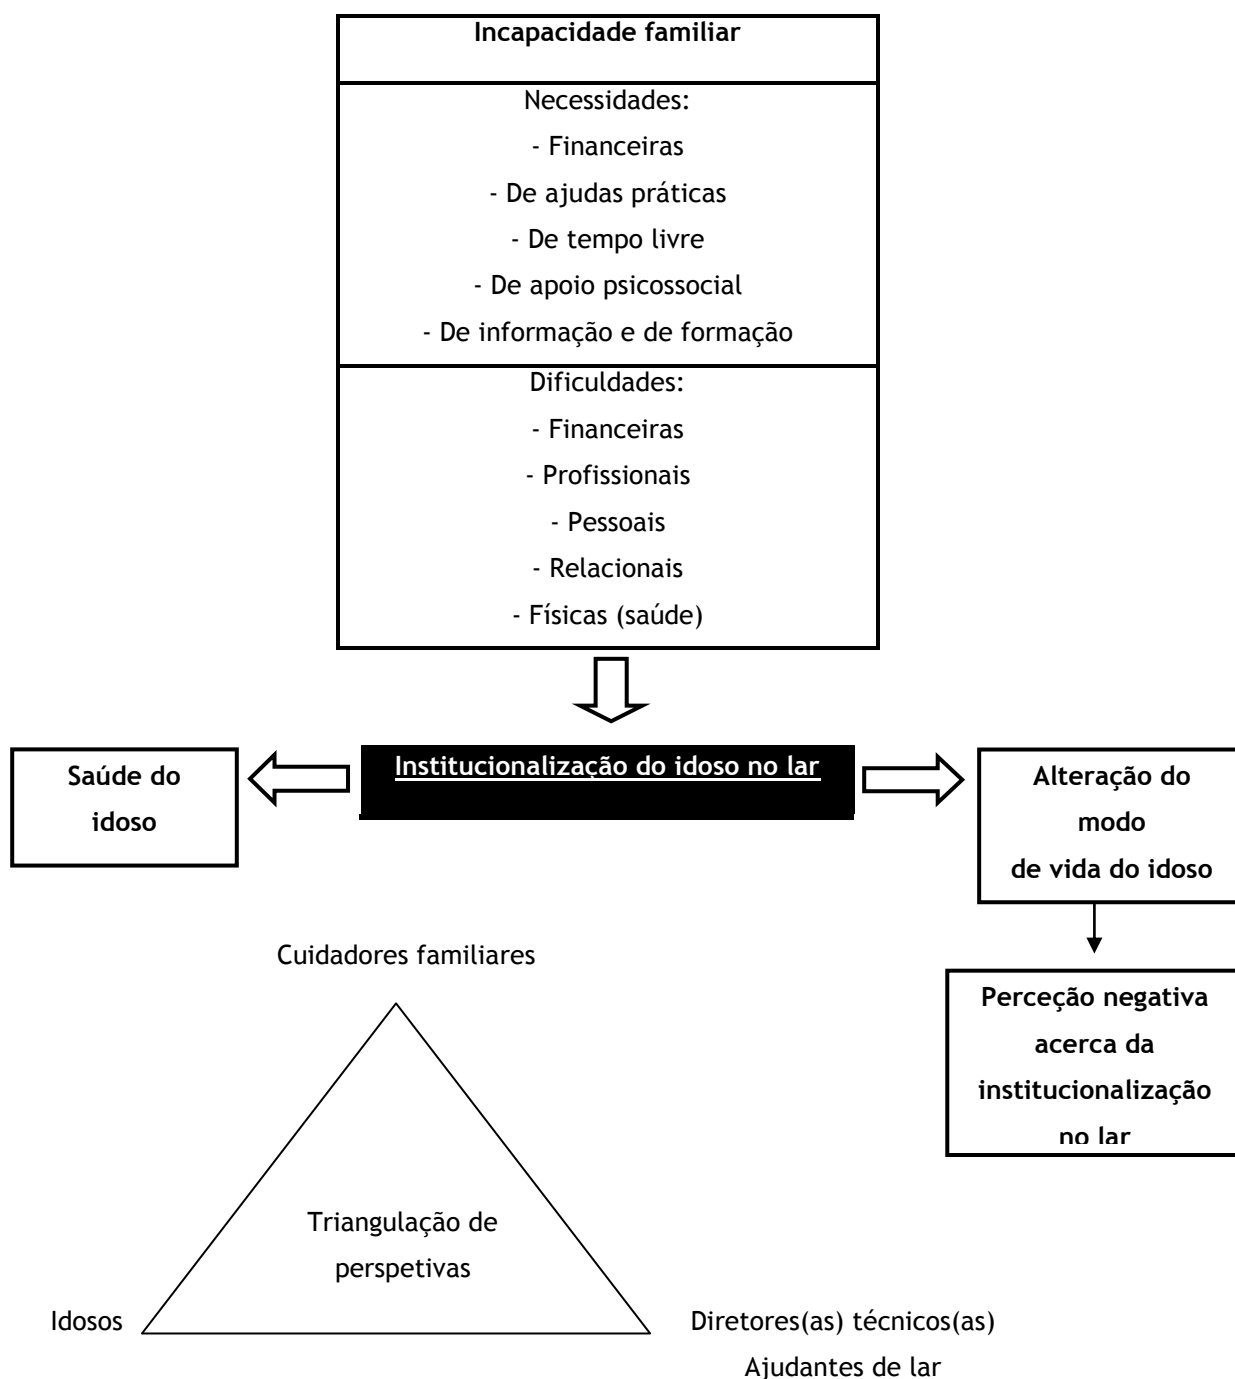 Incapacidade familiar
Necessidades:
- Financeiras
- De ajudas práticas
- De tempo livre
- De apoio psicossocial
- De informação e de formação
Dificuldades:
- Financeiras
- Profissionais
- Pessoais
- Relacionais
- Físicas (saúde)
Saúde do
idoso
Institucionalização do idoso no lar
Alteração do
modo
de vida do idoso
Perceção negativa
acerca da
institucionalização
no lar
Cuidadores familiares
Triangulação de
perspetivas
Idosos
Diretores(as) técnicos(as)
Ajudantes de lar